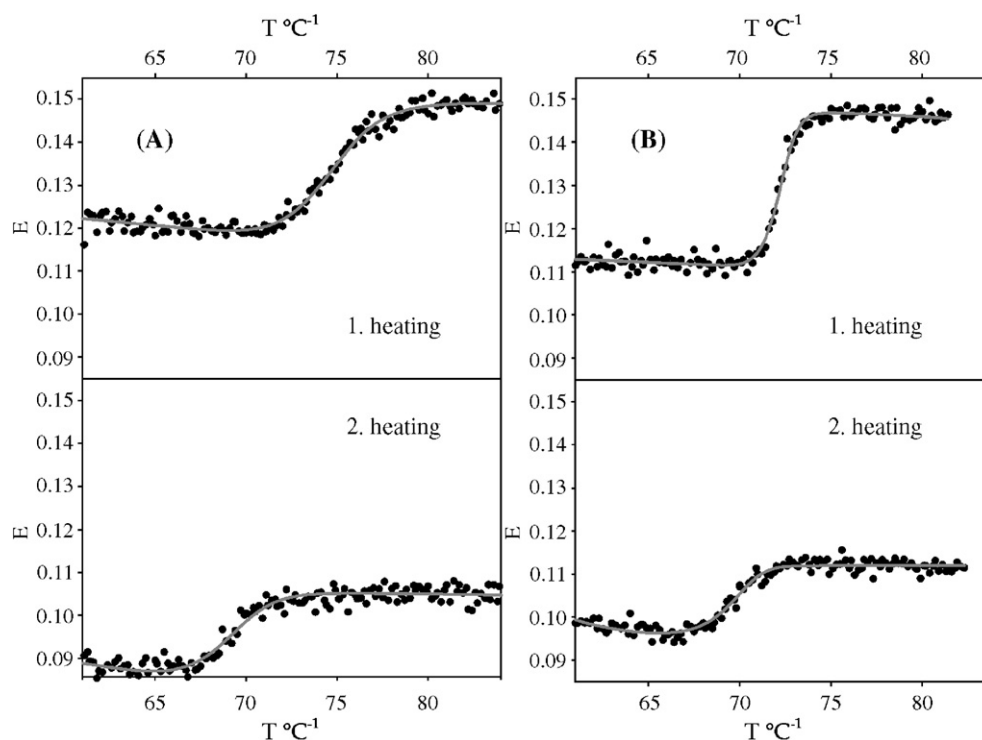 T °C⁻¹ T °C⁻¹
65 70 75 80 65 70 75 80
0.15 0.15
0.14 (A) 0.14 (B)
0.13 0.13
E 0.12 E 0.12
0.11 0.11
0.10 1. heating 0.10 1. heating
0.09 0.09
0.15 0.15
0.14 2. heating 0.14 2. heating
0.13 0.13
E 0.12 E 0.12
0.11 0.11
0.10 0.10
0.09 0.09
65 70 75 80 65 70 75 80
T °C⁻¹ T °C⁻¹